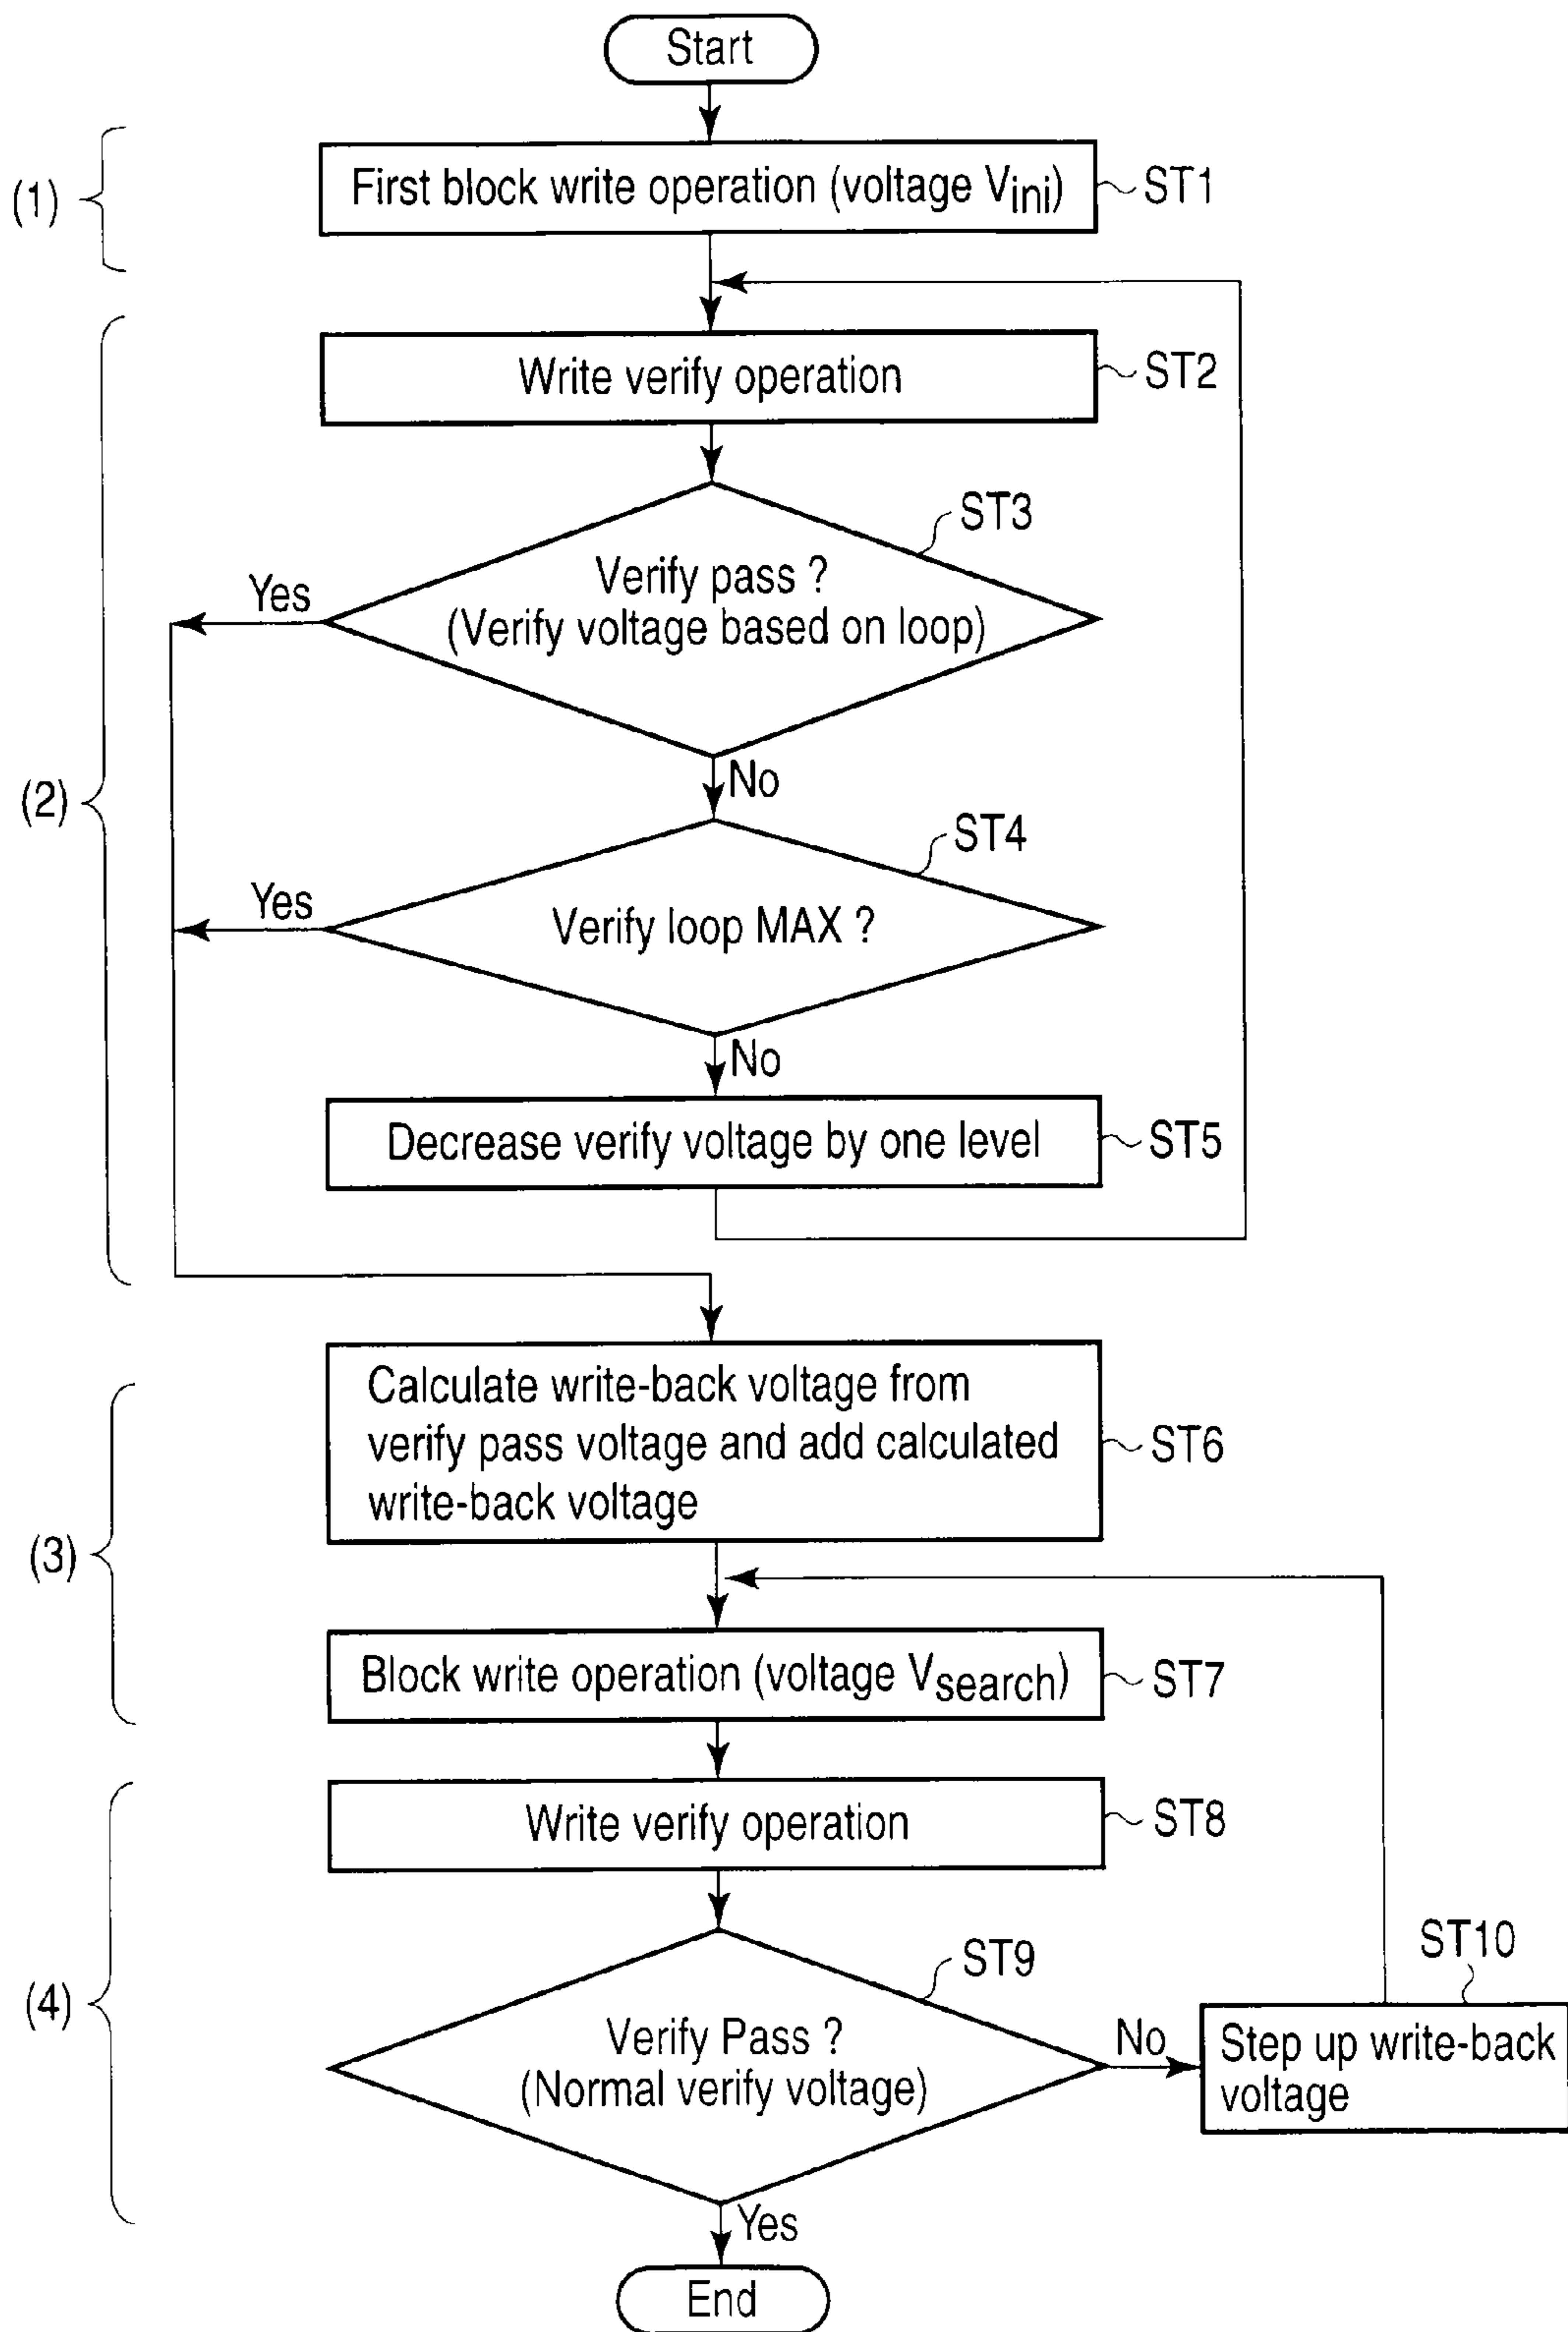 Start
(1)
First block write operation (voltage Vini)
ST1
Write verify operation
ST2
ST3
Verify pass ?
(Verify voltage based on loop)
Yes
No
(2)
ST4
Verify loop MAX ?
Yes
No
Decrease verify voltage by one level
ST5
Calculate write-back voltage from
verify pass voltage and add calculated
write-back voltage
ST6
(3)
Block write operation (voltage Vsearch)
ST7
Write verify operation
ST8
ST9
(4)
Verify Pass ?
(Normal verify voltage)
No
ST10
Step up write-back
voltage
Yes
End